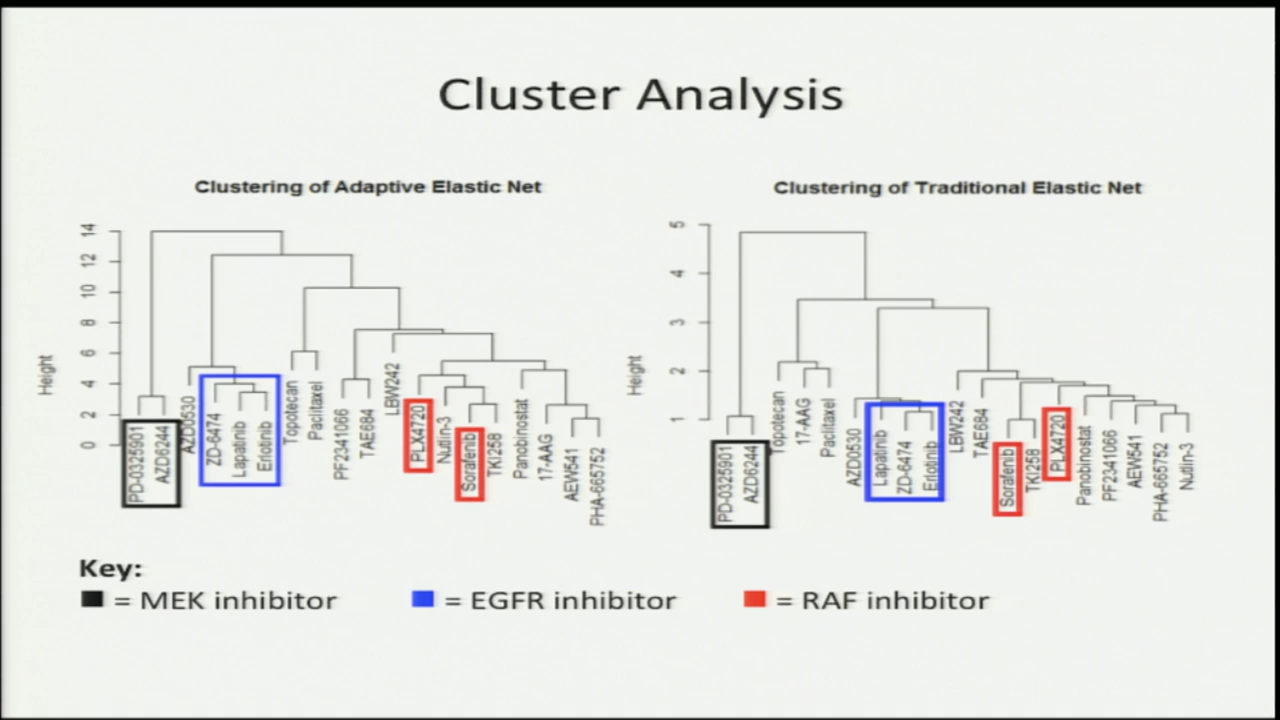 Cluster Analysis
Clustering of Adaptive Elastic Net
Height
14
12
10
8
6
4
2
0
PD-0325901
AZD6244
AZD0530
ZD-6474
Lapatinib
Erlotinib
Topotecan
Paclitaxel
PF2341066
TAE684
LBW242
PLX4720
Nutlin-3
Sorafenib
TKI258
Panobinostat
17-AAG
AEW541
PHA-665752
Clustering of Traditional Elastic Net
Height
5
4
3
2
1
PD-0325901
AZD6244
Topotecan
17-AAG
Paclitaxel
AZD0530
Lapatinib
ZD-6474
Erlotinib
LBW242
TAE684
Sorafenib
TKI258
PLX4720
Panobinostat
PF2341066
AEW541
PHA-665752
Nutlin-3
Key:
= MEK inhibitor
= EGFR inhibitor
= RAF inhibitor